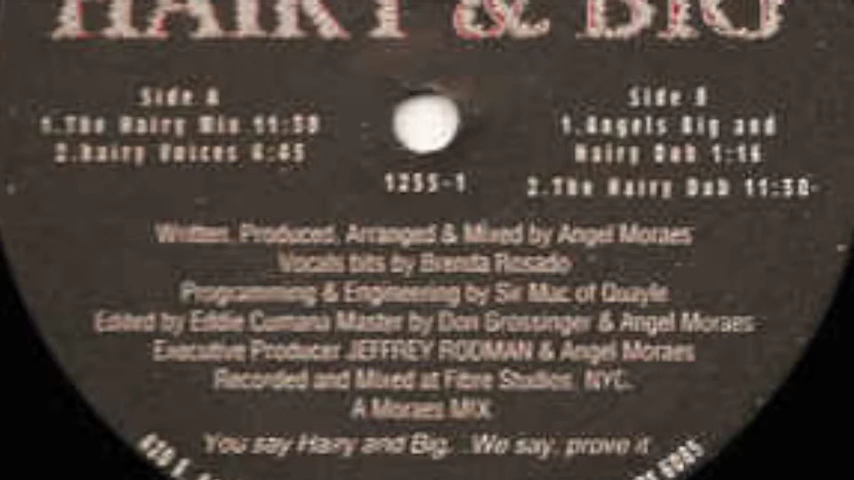 HAIRY & BIG
Side A
1.The Hairy Mix 11:39
2.hairy Voices 4:45
Side B
1.Angels Big and
Hairy Dub 1:16
2.The Hairy Dub 11:30
1255-1
Written, Produced, Arranged & Mixed by Angel Moraes
Vocals bits by Brenda Rosado
Programming & Engineering by Sir Mac of Quayle
Edited by Eddie Cumana Master by Don Grossinger & Angel Moraes
Executive Producer JEFFREY RODMAN & Angel Moraes
Recorded and Mixed at Fibre Studios, NYC.
A Moraes MIX
You say Hairy and Big, ..We say, prove it